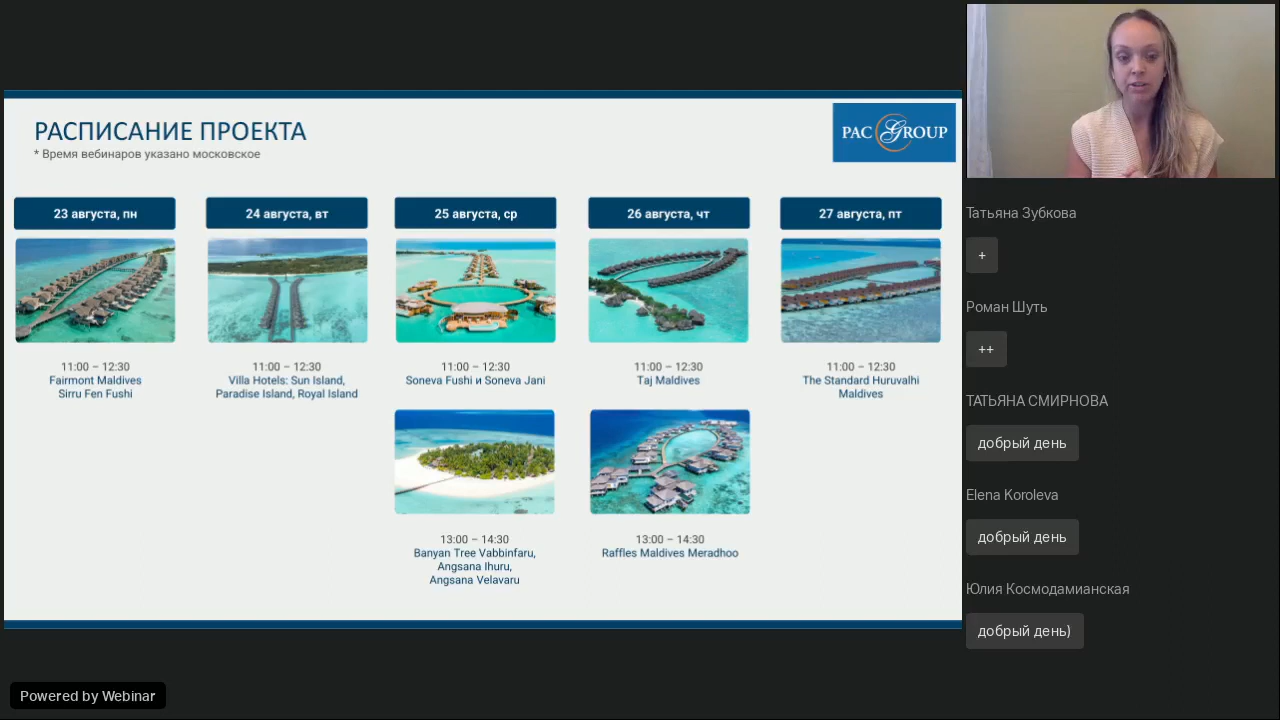 РАСПИСАНИЕ ПРОЕКТА
* Время вебинаров указано московское
PAC GROUP
23 августа, пн
24 августа, вт
25 августа, ср
26 августа, чт
27 августа, пт
11:00 – 12:30
Fairmont Maldives
Sirru Fen Fushi
11:00 – 12:30
Villa Hotels: Sun Island,
Paradise Island, Royal Island
11:00 – 12:30
Soneva Fushi и Soneva Jani
11:00 – 12:30
Taj Maldives
11:00 – 12:30
The Standard Huruvalhi
Maldives
13:00 – 14:30
Banyan Tree Vabbinfaru,
Angsana Ihuru,
Angsana Velavaru
13:00 – 14:30
Raffles Maldives Meradhoo
Татьяна Зубкова
+
Роман Шуть
++
ТАТЬЯНА СМИРНОВА
добрый день
Elena Koroleva
добрый день
Юлия Космодамианская
добрый день)
Powered by Webinar